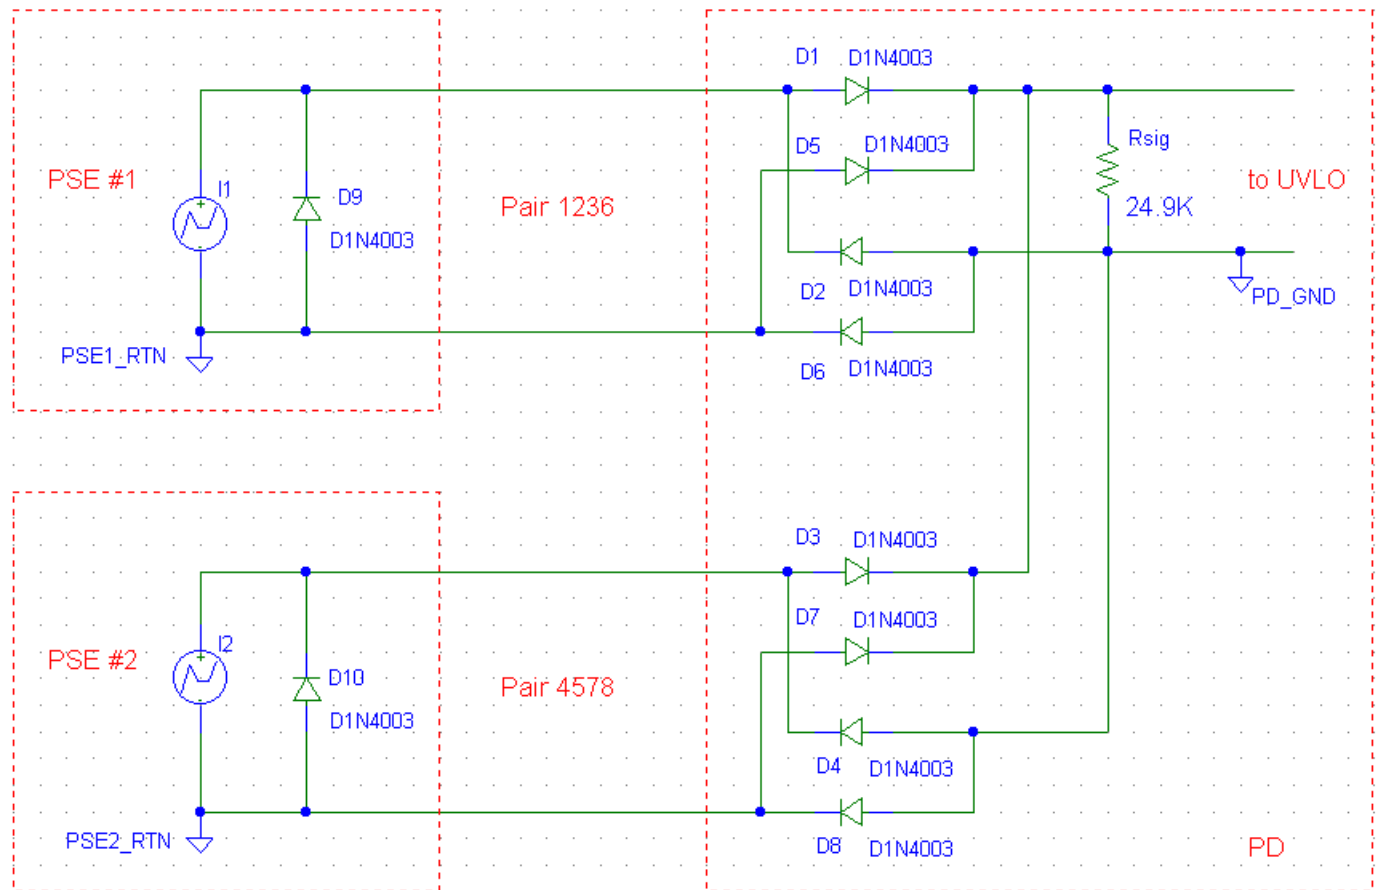 D1 D1N4003
D5 D1N4003
Rsig
PSE #1
I1
D9
Pair 1236
to UVLO
24.9K
D1N4003
D2 D1N4003
PD_GND
PSE1_RTN
D6 D1N4003
D3 D1N4003
D7 D1N4003
PSE #2
I2
D10
Pair 4578
D1N4003
D4 D1N4003
PSE2_RTN
D8 D1N4003
PD